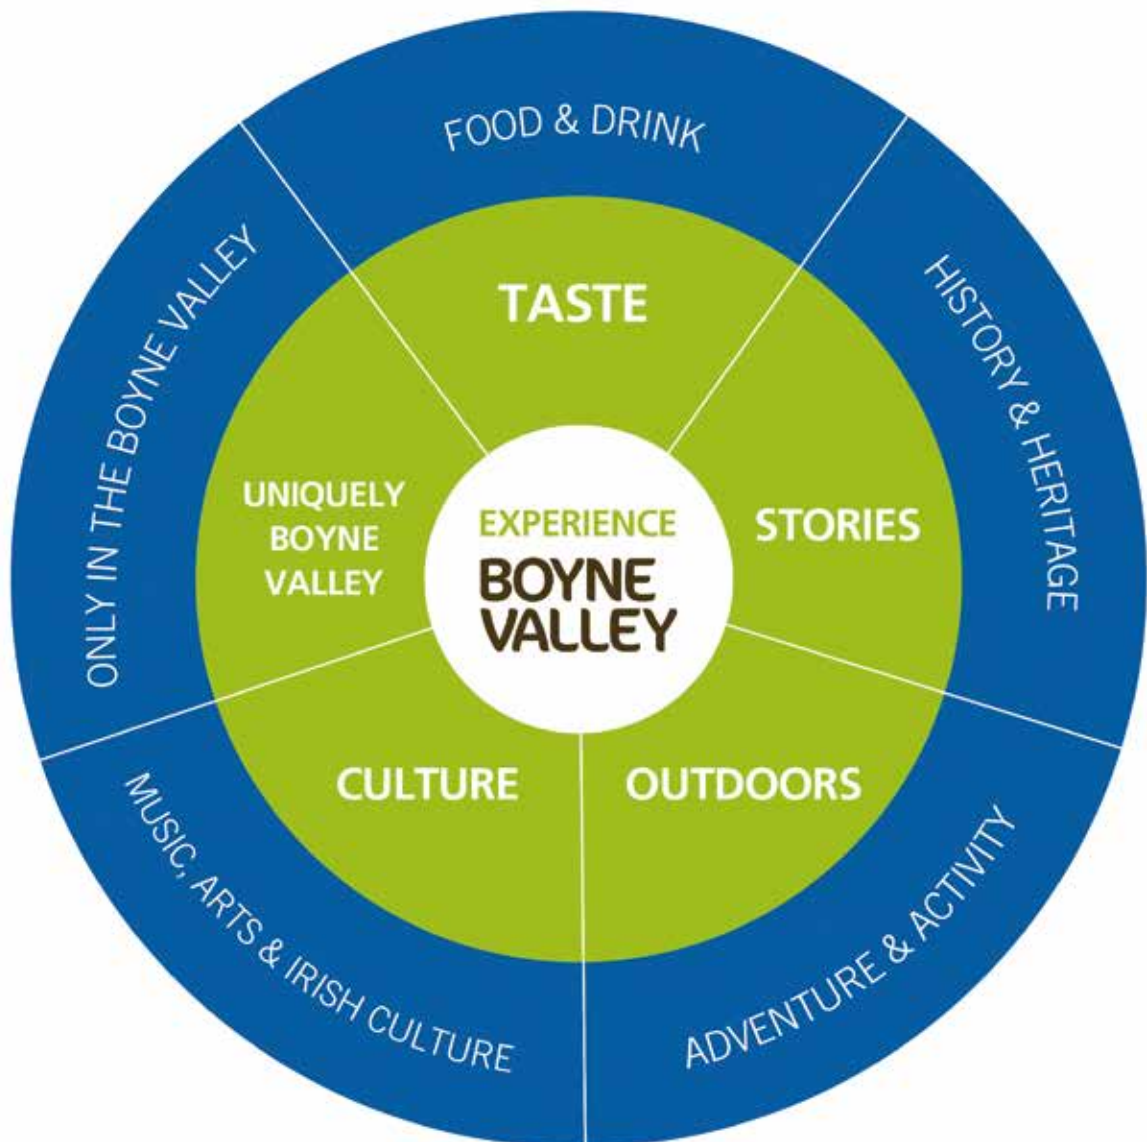 FOOD & DRINK
HISTORY & HERITAGE
ADVENTURE & ACTIVITY
MUSIC, ARTS & IRISH CULTURE
ONLY IN THE BOYNE VALLEY
TASTE
STORIES
OUTDOORS
CULTURE
UNIQUELY
BOYNE
VALLEY
EXPERIENCE
BOYNE
VALLEY